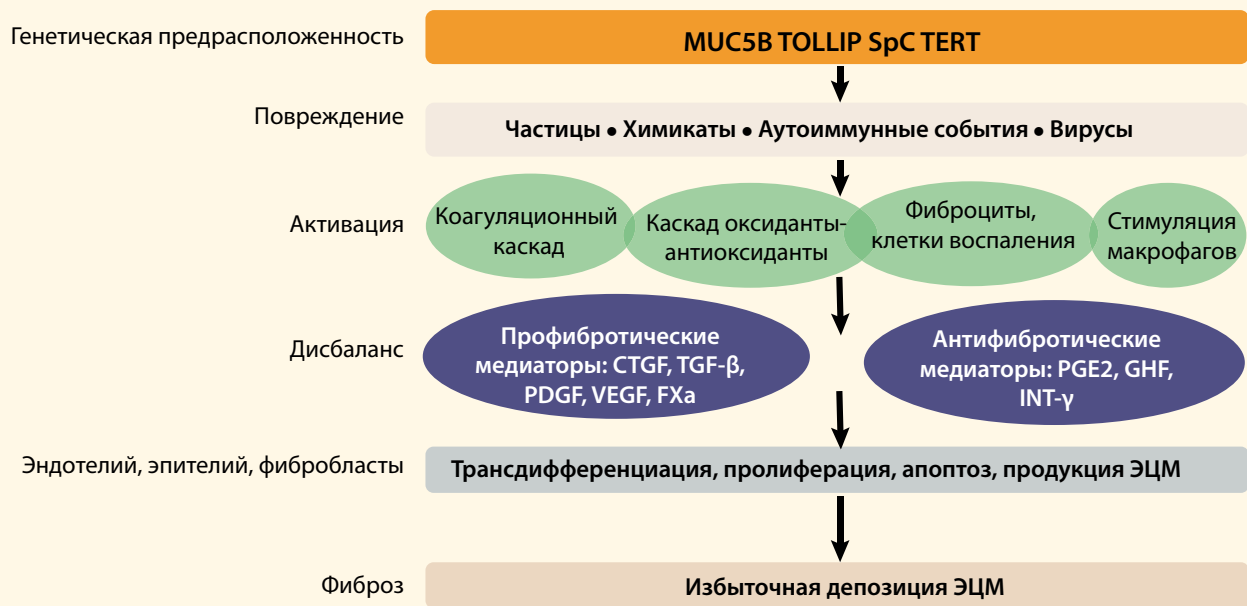 Генетическая предрасположенность
MUC5B TOLLIP SpC TERT
Повреждение
Частицы • Химикаты • Аутоиммунные события • Вирусы
Активация
Коагуляционный
каскад
Каскад оксиданты-
антиоксиданты
Фиброциты,
клетки воспаления
Стимуляция
макрофагов
Дисбаланс
Профибротические
медиаторы: CTGF, TGF-β,
PDGF, VEGF, FXa
Антифибротические
медиаторы: PGE2, GHF,
INT-γ
Эндотелий, эпителий, фибробласты
Трансдифференциация, пролиферация, апоптоз, продукция ЭЦМ
Фиброз
Избыточная депозиция ЭЦМ